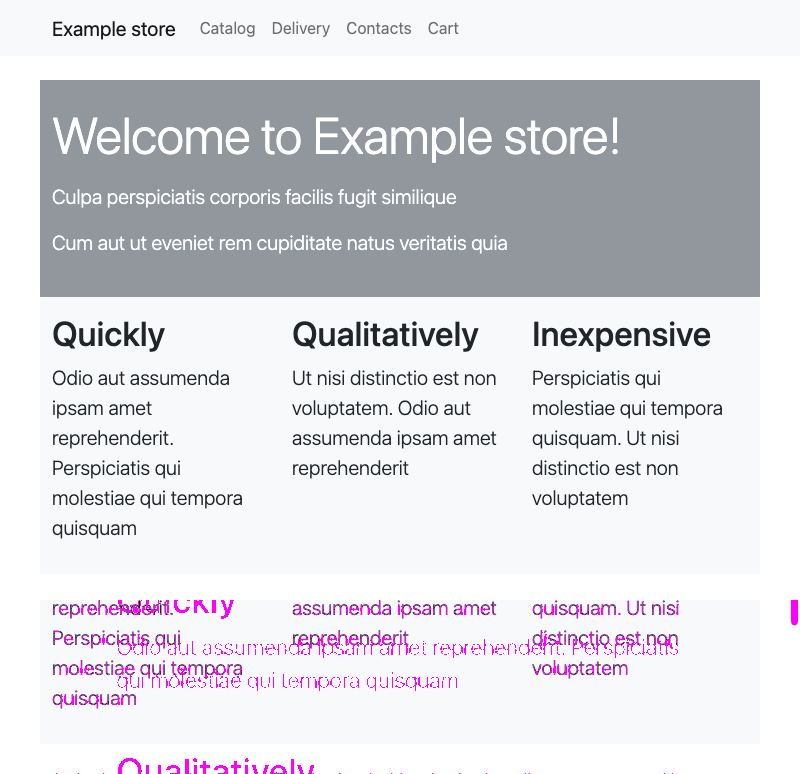 Example store Catalog Delivery Contacts Cart
Welcome to Example store!
Culpa perspiciatis corporis facilis fugit similique
Cum aut ut eveniet rem cupiditate natus veritatis quia
Quickly
Odio aut assumenda
ipsam amet
reprehenderit.
Perspiciatis qui
molestiae qui tempora
quisquam
Qualitatively
Ut nisi distinctio est non
voluptatem. Odio aut
assumenda ipsam amet
reprehenderit
Inexpensive
Perspiciatis qui
molestiae qui tempora
quisquam. Ut nisi
distinctio est non
voluptatem
Quickly
reprehenderit.
Perspiciatis qui
molestiae qui tempora
quisquam
assumenda ipsam amet
reprehenderit
quisquam. Ut nisi
distinctio est non
voluptatem
Odio aut assumenda ipsam amet reprehenderit. Perspiciatis
qui molestiae qui tempora quisquam
Qualitatively